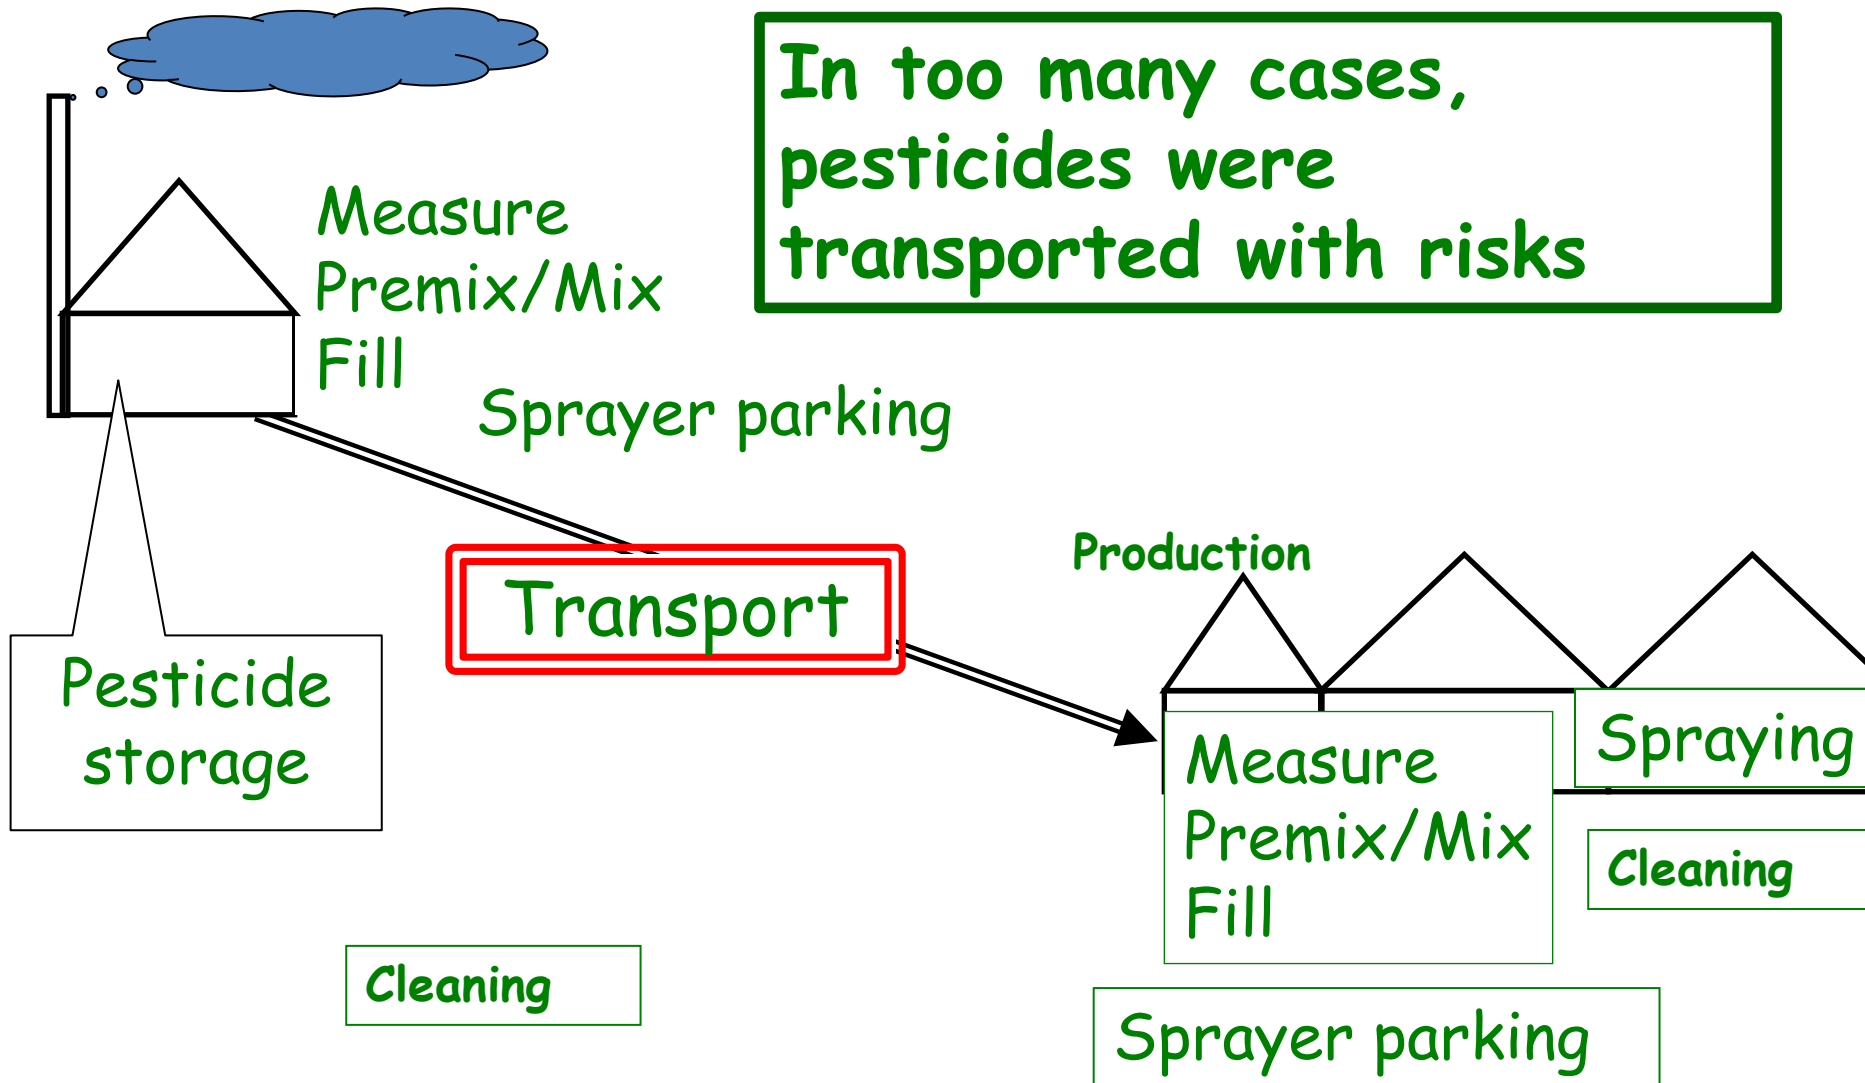 In too many cases,
pesticides were
transported with risks
Measure
Premix/Mix
Fill
Sprayer parking
Production
Transport
Pesticide
storage
Spraying
Measure
Premix/Mix
Fill
Cleaning
Cleaning
Sprayer parking